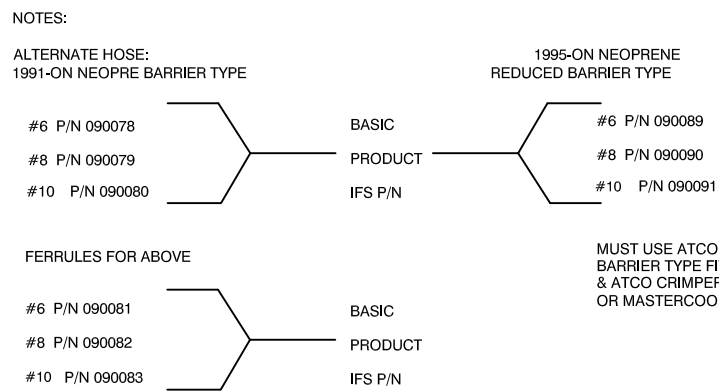 NOTES:
ALTERNATE HOSE:
1991-ON NEOPRE BARRIER TYPE
1995-ON NEOPRENE
REDUCED BARRIER TYPE
#6 P/N 090078
#8 P/N 090079
#10 P/N 090080
BASIC
PRODUCT
IFS P/N
#6 P/N 090089
#8 P/N 090090
#10 P/N 090091
FERRULES FOR ABOVE
#6 P/N 090081
#8 P/N 090082
#10 P/N 090083
BASIC
PRODUCT
IFS P/N
MUST USE ATCO
BARRIER TYPE
& ATCO
OR